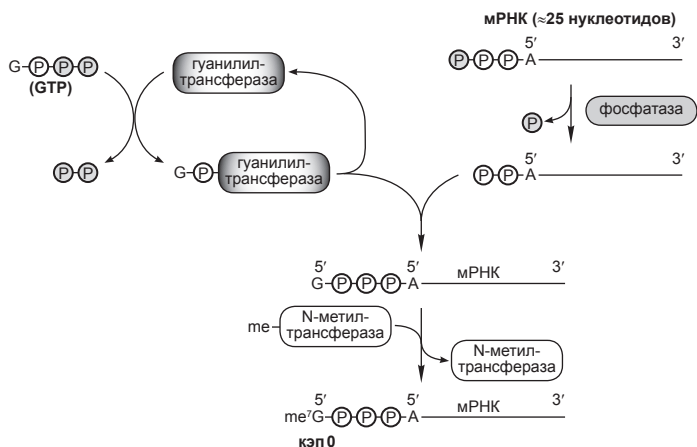 мРНК (≈25 нуклеотидов)
5′ 3′
P P P A
G P P P
(GTP)
гуанилил-
трансфераза
фосфатаза
P
P P
G P гуанилил-
трансфераза
5′ 3′
P P A
5′ 5′ мРНК 3′
G P P P A
me N-метил-
трансфераза
N-метил-
трансфераза
5′ 5′ мРНК 3′
me⁷G P P P A
кэп 0